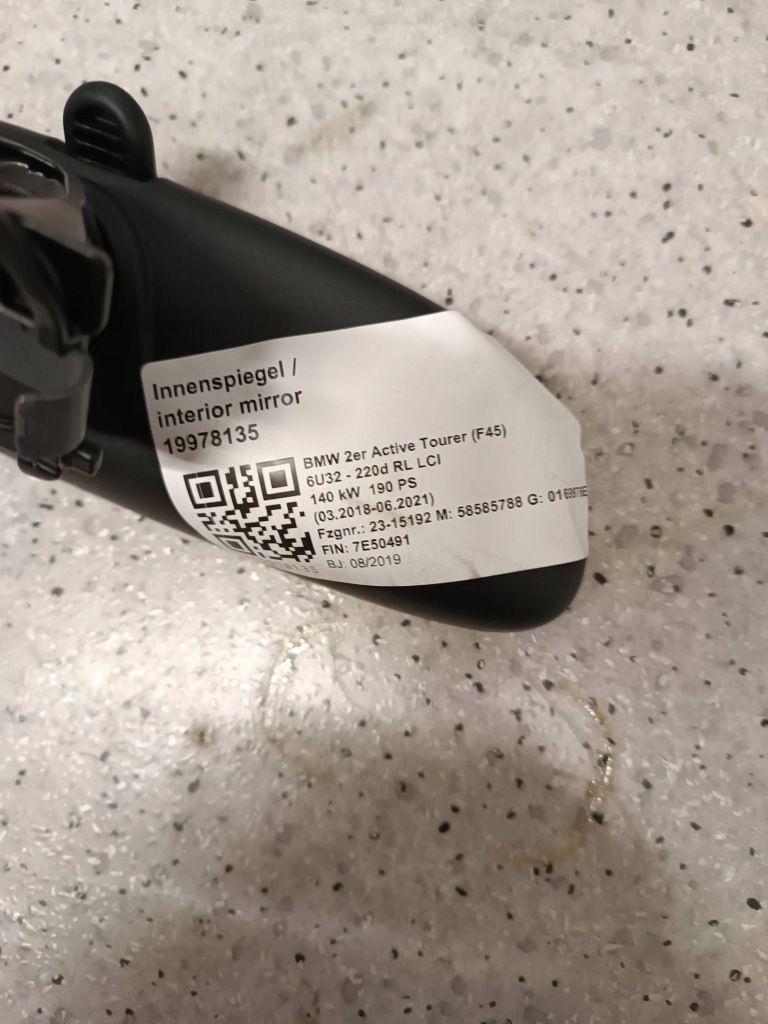 Innenspiegel /
interior mirror
19978135
BMW 2er Active Tourer (F45)
6U32 - 220d RL LCI
140 kW 190 PS
(03.2018-06.2021)
Fzgnr.: 23-15192 M: 58585788 G:
FIN: 7E50491
BJ: 08/2019